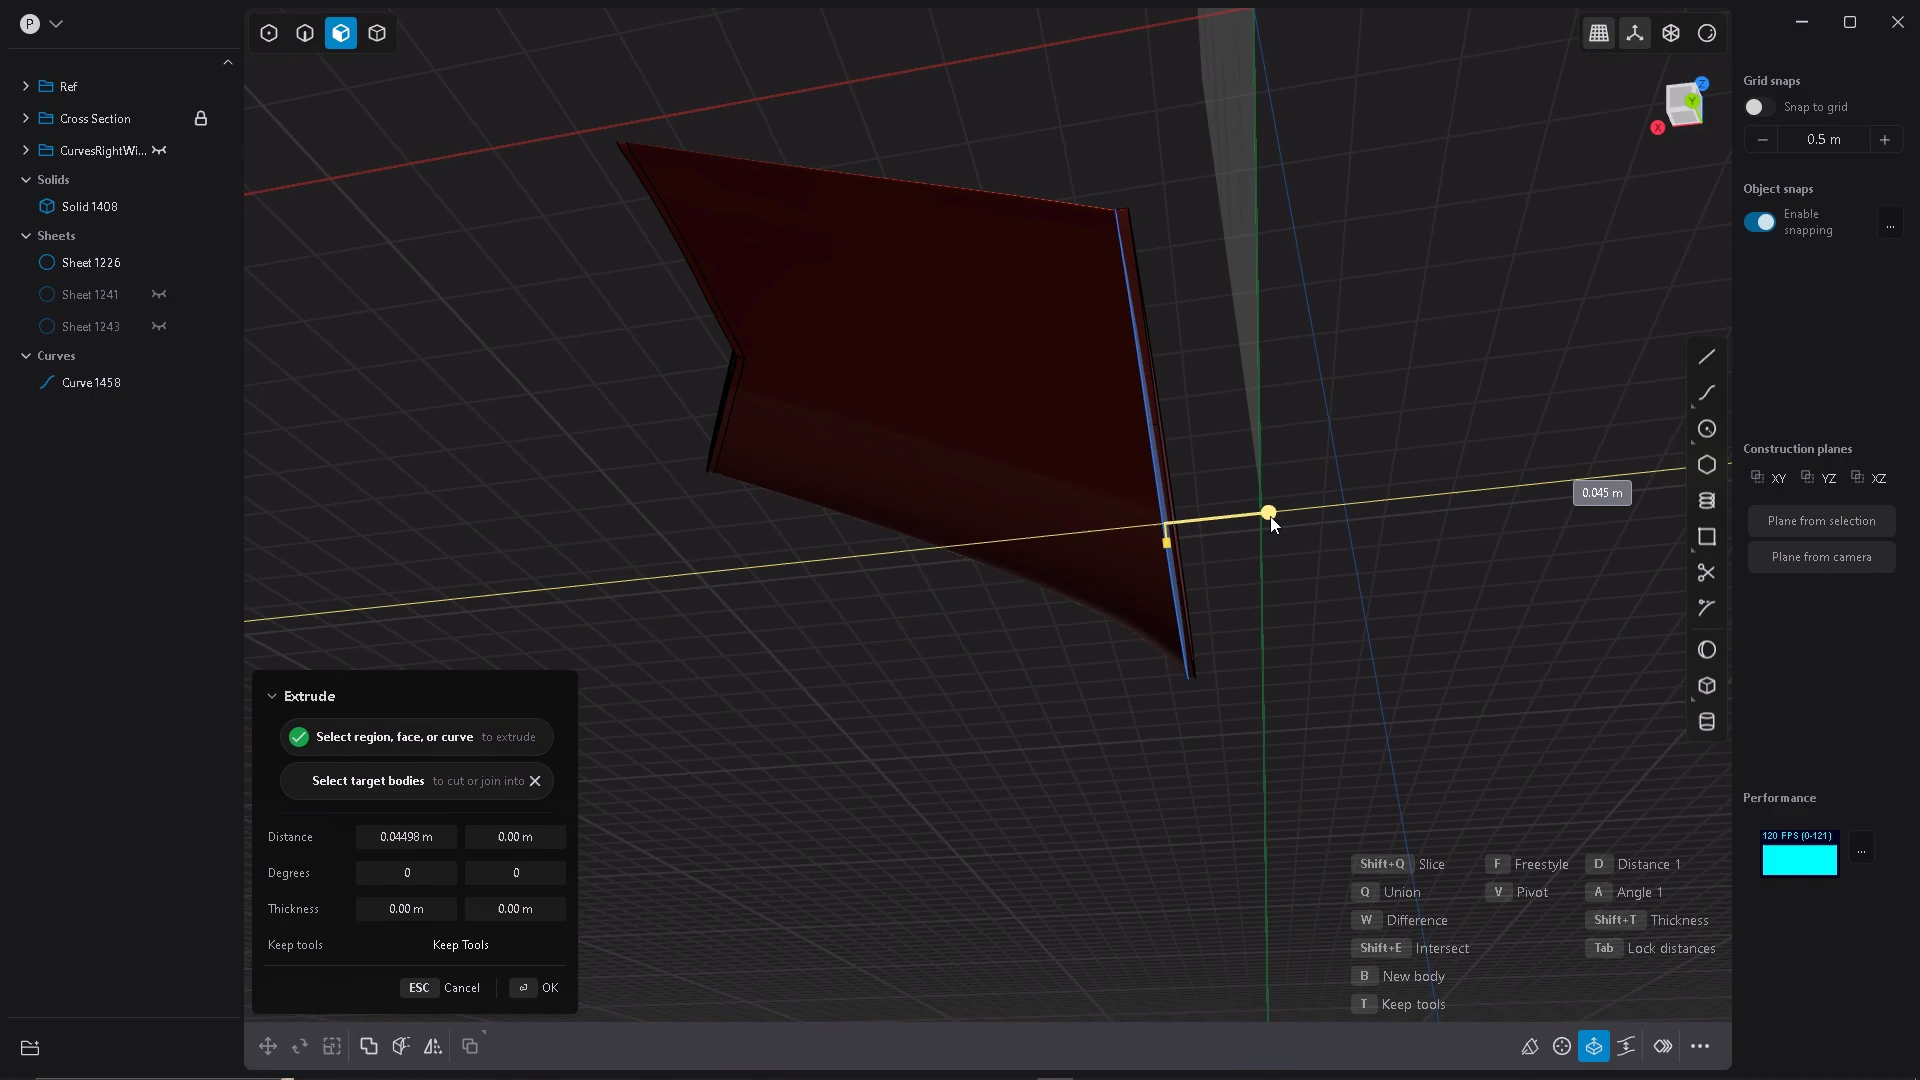 P
Ref
Cross Section
CurvesRightWi...
Solids
Solid 1408
Sheets
Sheet 1226
Sheet 1241
Sheet 1243
Curves
Curve 1458
Z
Y
X
Grid snaps
Snap to grid
0.5 m
Object snaps
Enable
snapping
...
Construction planes
XY YZ XZ
Plane from selection
Plane from camera
0.045 m
Performance
120 FPS (0-121)
...
Extrude
Select region, face, or curve to extrude
Select target bodies to cut or join into
Distance 0.04498 m 0.00 m
Degrees 0 0
Thickness 0.00 m 0.00 m
Keep tools Keep Tools
ESC Cancel OK
Shift+Q Slice F Freestyle D Distance 1
Q Union V Pivot A Angle 1
W Difference Shift+T Thickness
Shift+E Intersect Tab Lock distances
B New body
T Keep tools